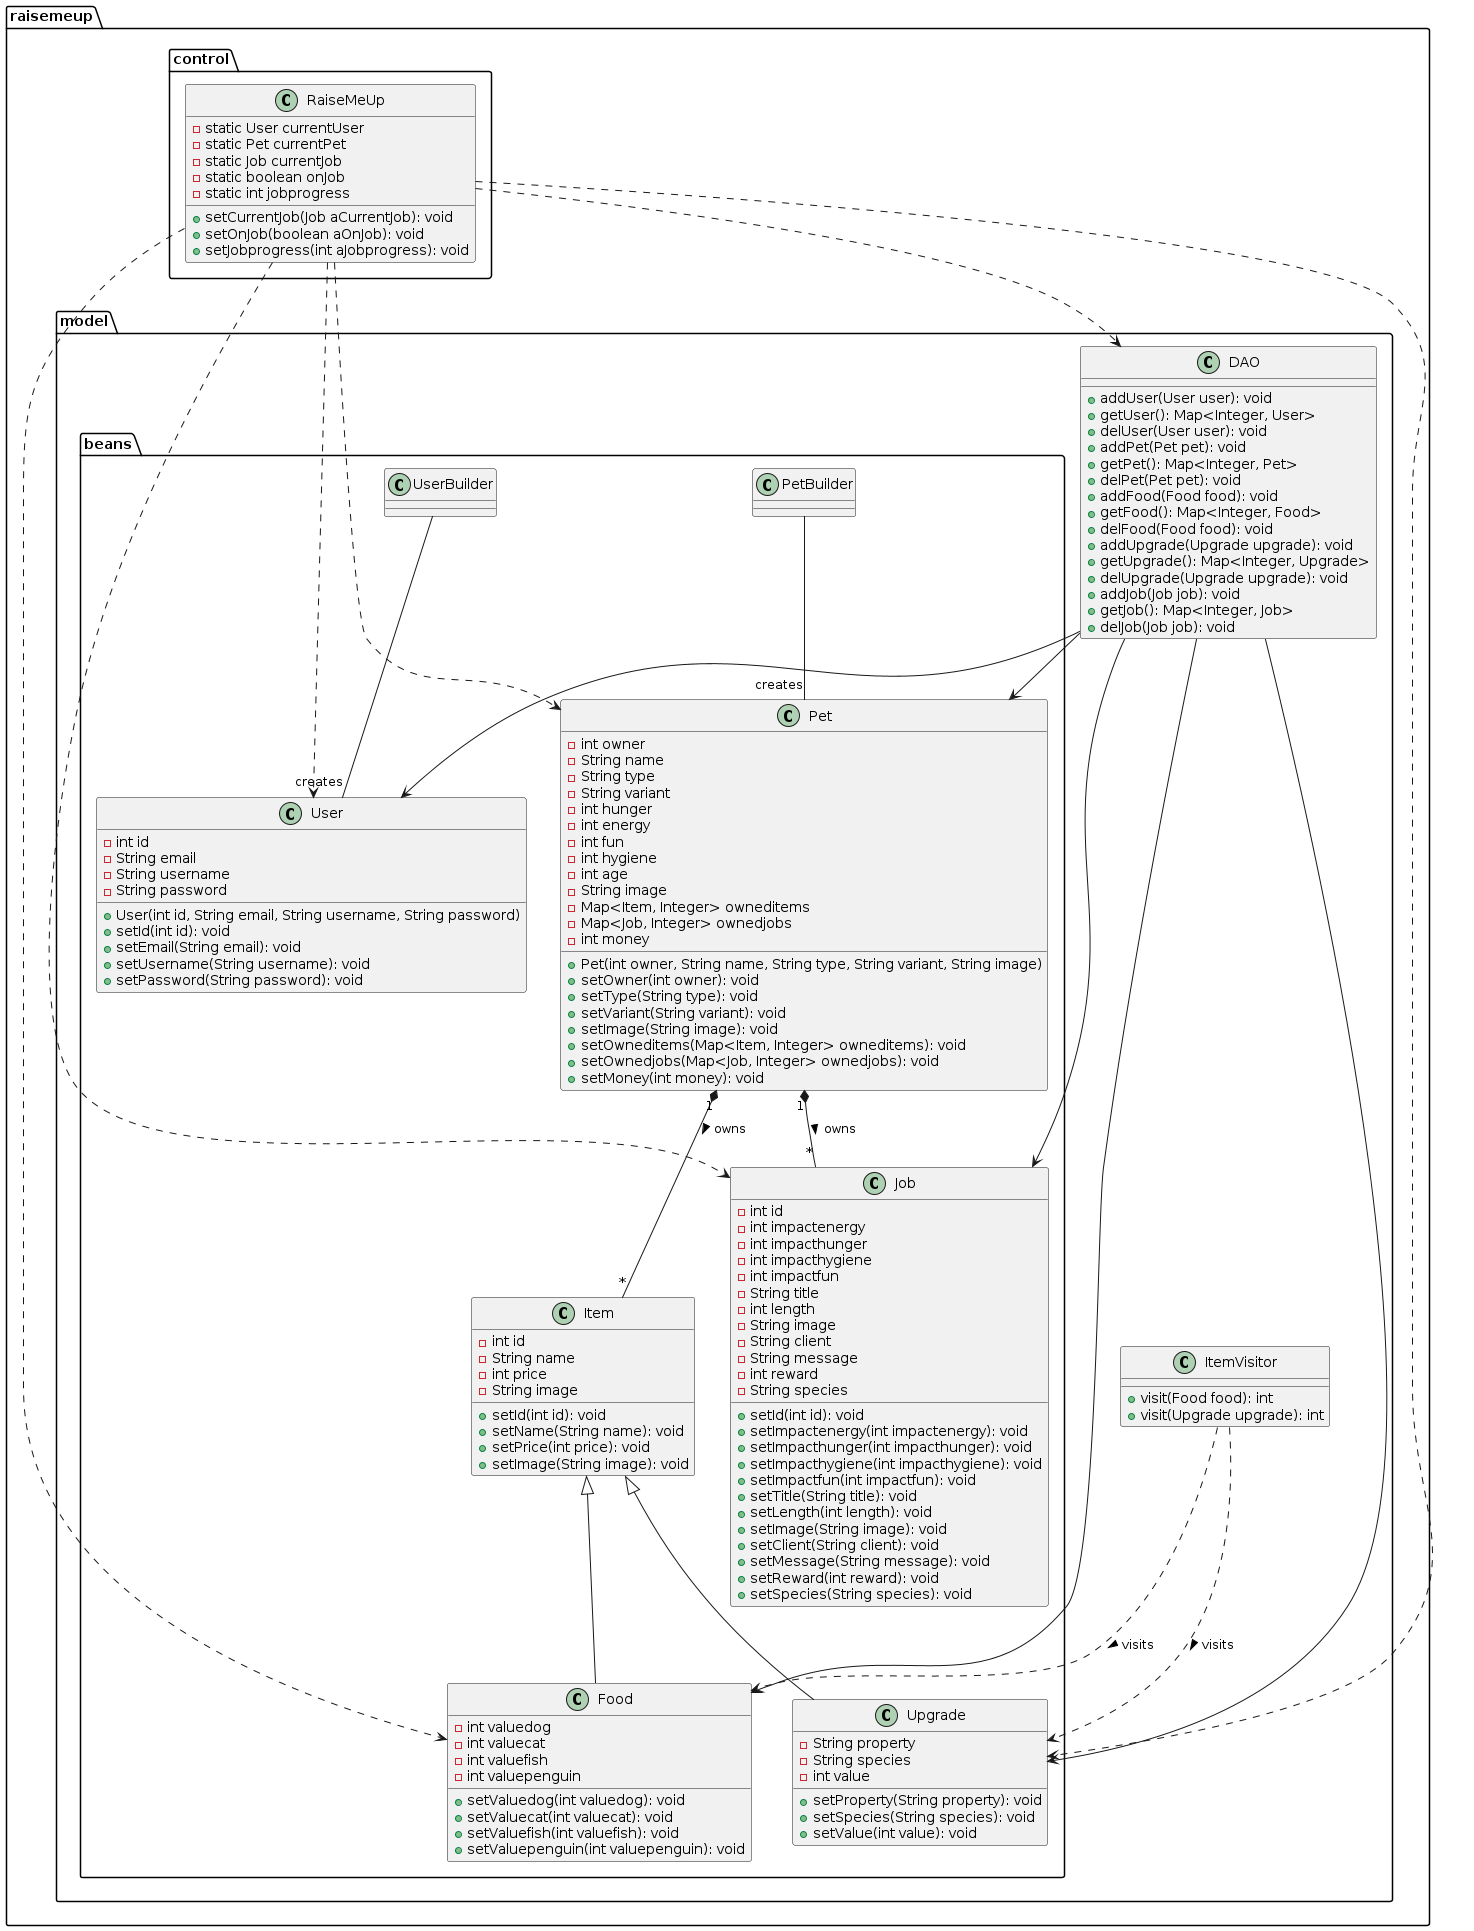 raisemeup
control
RaiseMeUp
static User currentUser
static Pet currentPet
static Job currentJob
static boolean onJob
static int jobprogress
setCurrentJob(Job aCurrentJob): void
setOnJob(boolean aOnJob): void
setJobprogress(int aJobprogress): void
model
DAO
addUser(User user): void
getUser(): Map<Integer, User>
delUser(User user): void
addPet(Pet pet): void
getPet(): Map<Integer, Pet>
delPet(Pet pet): void
addFood(Food food): void
getFood(): Map<Integer, Food>
delFood(Food food): void
addUpgrade(Upgrade upgrade): void
getUpgrade(): Map<Integer, Upgrade>
delUpgrade(Upgrade upgrade): void
addJob(Job job): void
getJob(): Map<Integer, Job>
delJob(Job job): void
beans
UserBuilder
PetBuilder
creates
Pet
int owner
String name
String type
String variant
int hunger
int energy
int fun
int hygiene
int age
String image
Map<Item, Integer> owneditems
Map<Job, Integer> ownedjobs
int money
Pet(int owner, String name, String type, String variant, String image)
setOwner(int owner): void
setType(String type): void
setVariant(String variant): void
setImage(String image): void
setOwneditems(Map<Item, Integer> owneditems): void
setOwnedjobs(Map<Job, Integer> ownedjobs): void
setMoney(int money): void
creates
User
int id
String email
String username
String password
User(int id, String email, String username, String password)
setId(int id): void
setEmail(String email): void
setUsername(String username): void
setPassword(String password): void
1
1
owns
owns
*
Job
int id
int impactenergy
int impacthunger
int impacthygiene
int impactfun
String title
int length
String image
String client
String message
int reward
String species
setId(int id): void
setImpactenergy(int impactenergy): void
setImpacthunger(int impacthunger): void
setImpacthygiene(int impacthygiene): void
setImpactfun(int impactfun): void
setTitle(String title): void
setLength(int length): void
setImage(String image): void
setClient(String client): void
setMessage(String message): void
setReward(int reward): void
setSpecies(String species): void
*
Item
int id
String name
int price
String image
setId(int id): void
setName(String name): void
setPrice(int price): void
setImage(String image): void
ItemVisitor
visit(Food food): int
visit(Upgrade upgrade): int
visits
visits
Food
int valuedog
int valuecat
int valuefish
int valuepenguin
setValuedog(int valuedog): void
setValuecat(int valuecat): void
setValuefish(int valuefish): void
setValuepenguin(int valuepenguin): void
Upgrade
String property
String species
int value
setProperty(String property): void
setSpecies(String species): void
setValue(int value): void